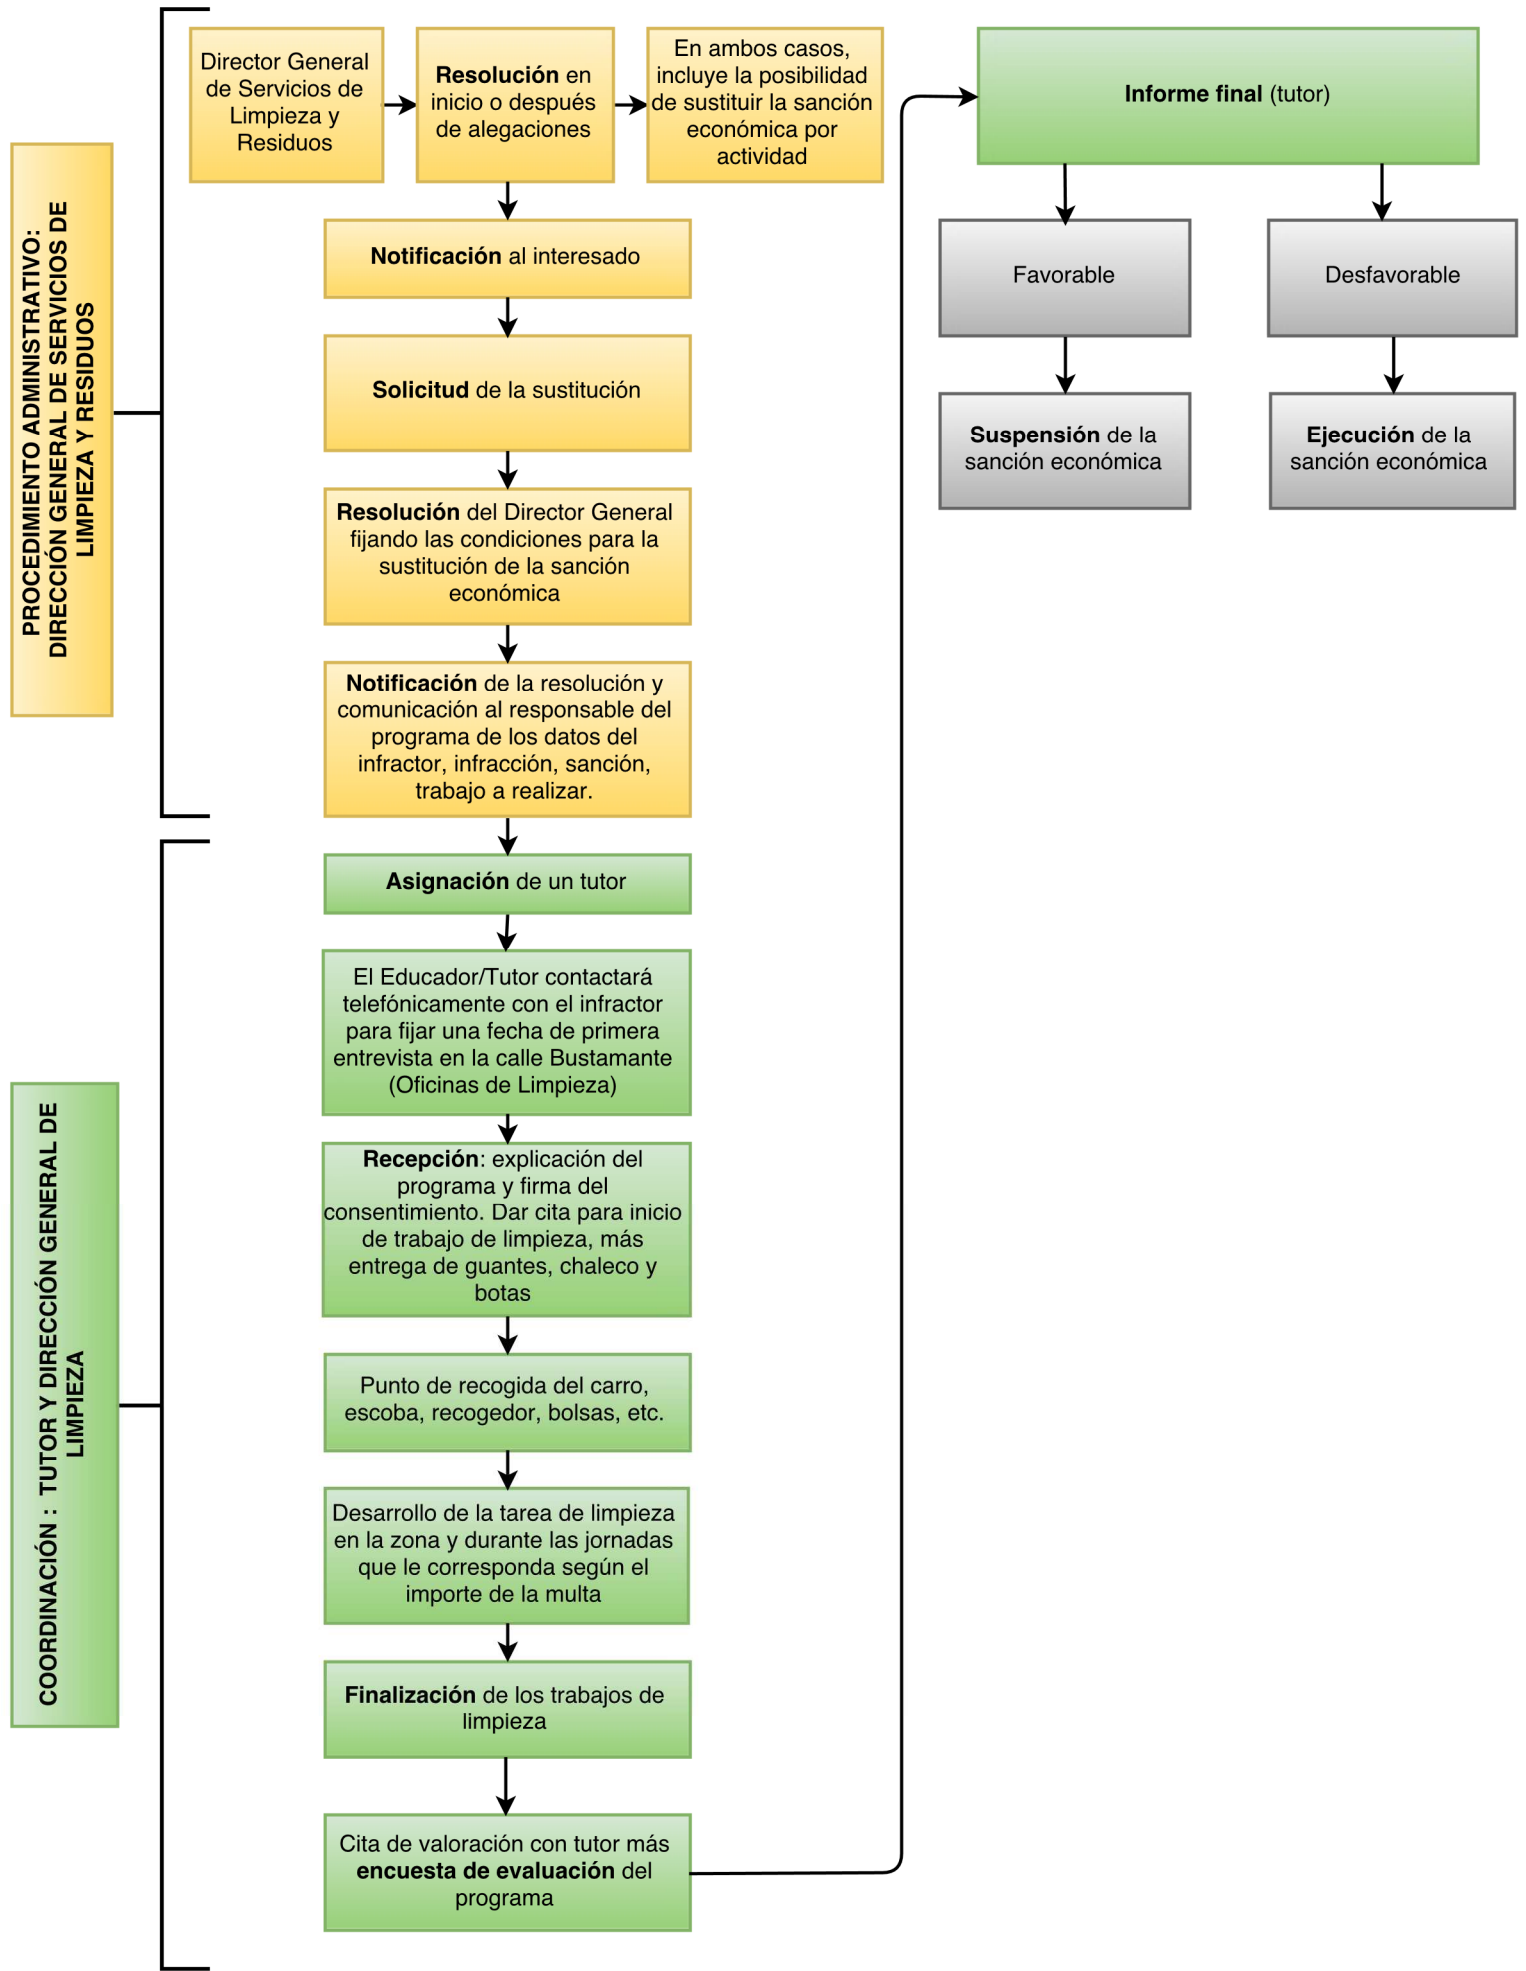 PROCEDIMIENTO ADMINISTRATIVO:
DIRECCIÓN GENERAL DE SERVICIOS DE
LIMPIEZA Y RESIDUOS
Director General
de Servicios de
Limpieza y
Residuos
Resolución en
inicio o después
de alegaciones
En ambos casos,
incluye la posibilidad
de sustituir la sanción
económica por
actividad
Notificación al interesado
Solicitud de la sustitución
Resolución del Director General
fijando las condiciones para la
sustitución de la sanción
económica
Notificación de la resolución y
comunicación al responsable del
programa de los datos del
infractor, infracción, sanción,
trabajo a realizar.
COORDINACIÓN : TUTOR Y DIRECCIÓN GENERAL DE
LIMPIEZA
Asignación de un tutor
El Educador/Tutor contactará
telefónicamente con el infractor
para fijar una fecha de primera
entrevista en la calle Bustamante
(Oficinas de Limpieza)
Recepción: explicación del
programa y firma del
consentimiento. Dar cita para inicio
de trabajo de limpieza, más
entrega de guantes, chaleco y
botas
Punto de recogida del carro,
escoba, recogedor, bolsas, etc.
Desarrollo de la tarea de limpieza
en la zona y durante las jornadas
que le corresponda según el
importe de la multa
Finalización de los trabajos de
limpieza
Cita de valoración con tutor más
encuesta de evaluación del
programa
Informe final (tutor)
Favorable
Desfavorable
Suspensión de la
sanción económica
Ejecución de la
sanción económica